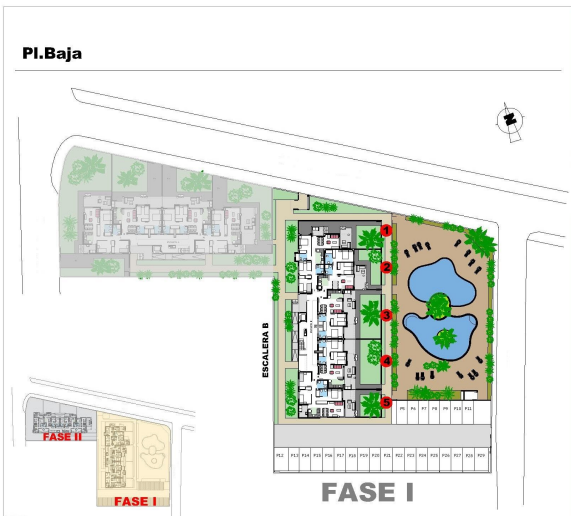 Pl.Baja
N
1
2
3
4
5
ESCALERA B
P5 P6 P7 P8 P9 P10 P11
P12 P13 P14 P15 P16 P17 P18 P19 P20 P21 P22 P23 P24 P25 P26 P27 P28 P29
FASE I
FASE II
FASE I